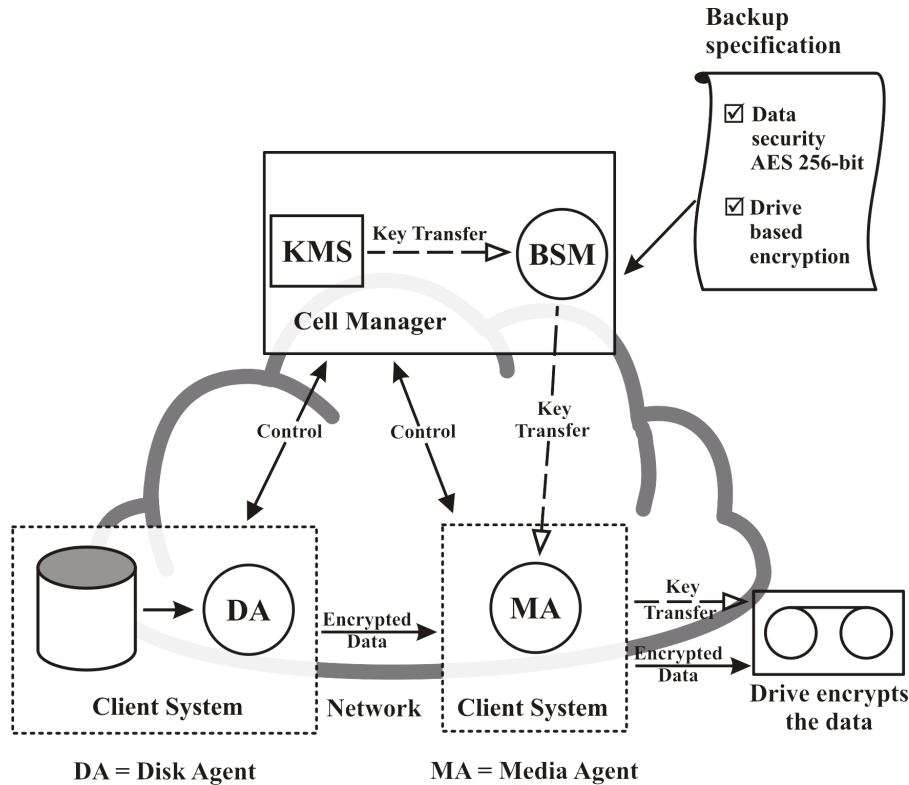 Backup
specification
Data
security
AES 256-bit
Drive
based
encryption
KMS
Key Transfer
BSM
Cell Manager
Control
Control
Key
Transfer
DA
Encrypted
Data
MA
Key
Transfer
Encrypted
Data
Client System
Network
Client System
Drive encrypts
the data
DA = Disk Agent
MA = Media Agent